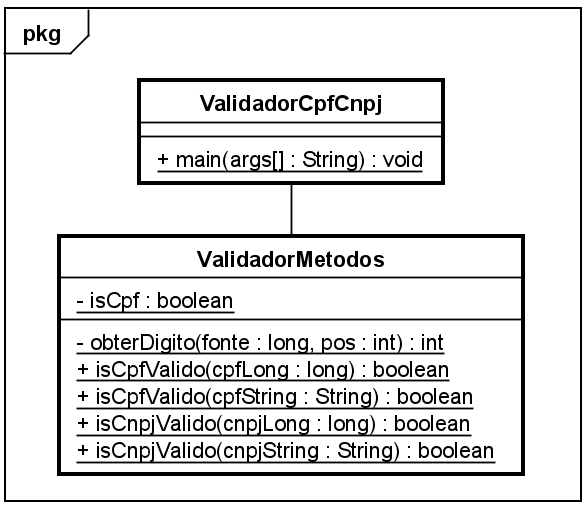 pkg
ValidadorCpfCnpj
+ main(args[] : String) : void
ValidadorMetodos
- isCpf : boolean
- obterDigito(fonte : long, pos : int) : int
+ isCpfValido(cpfLong : long) : boolean
+ isCpfValido(cpfString : String) : boolean
+ isCnpjValido(cnpjLong : long) : boolean
+ isCnpjValido(cnpjString : String) : boolean